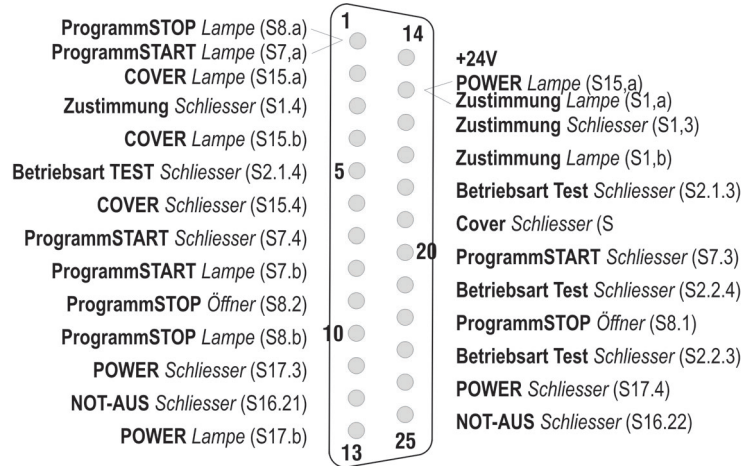 ProgrammSTOP Lampe (S8.a)
ProgrammSTART Lampe (S7,a)
COVER Lampe (S15.a)
Zustimmung Schliesser (S1.4)
COVER Lampe (S15.b)
Betriebsart TEST Schliesser (S2.1.4)
COVER Schliesser (S15.4)
ProgrammSTART Schliesser (S7.4)
ProgrammSTART Lampe (S7.b)
ProgrammSTOP Öffner (S8.2)
ProgrammSTOP Lampe (S8.b)
POWER Schliesser (S17.3)
NOT-AUS Schliesser (S16.21)
POWER Lampe (S17.b)
1
5
10
13
14
20
25
+24V
POWER Lampe (S15,a)
Zustimmung Lampe (S1,a)
Zustimmung Schliesser (S1,3)
Zustimmung Lampe (S1,b)
Betriebsart Test Schliesser (S2.1.3)
Cover Schliesser (S
ProgrammSTART Schliesser (S7.3)
Betriebsart Test Schliesser (S2.2.4)
ProgrammSTOP Öffner (S8.1)
Betriebsart Test Schliesser (S2.2.3)
POWER Schliesser (S17.4)
NOT-AUS Schliesser (S16.22)